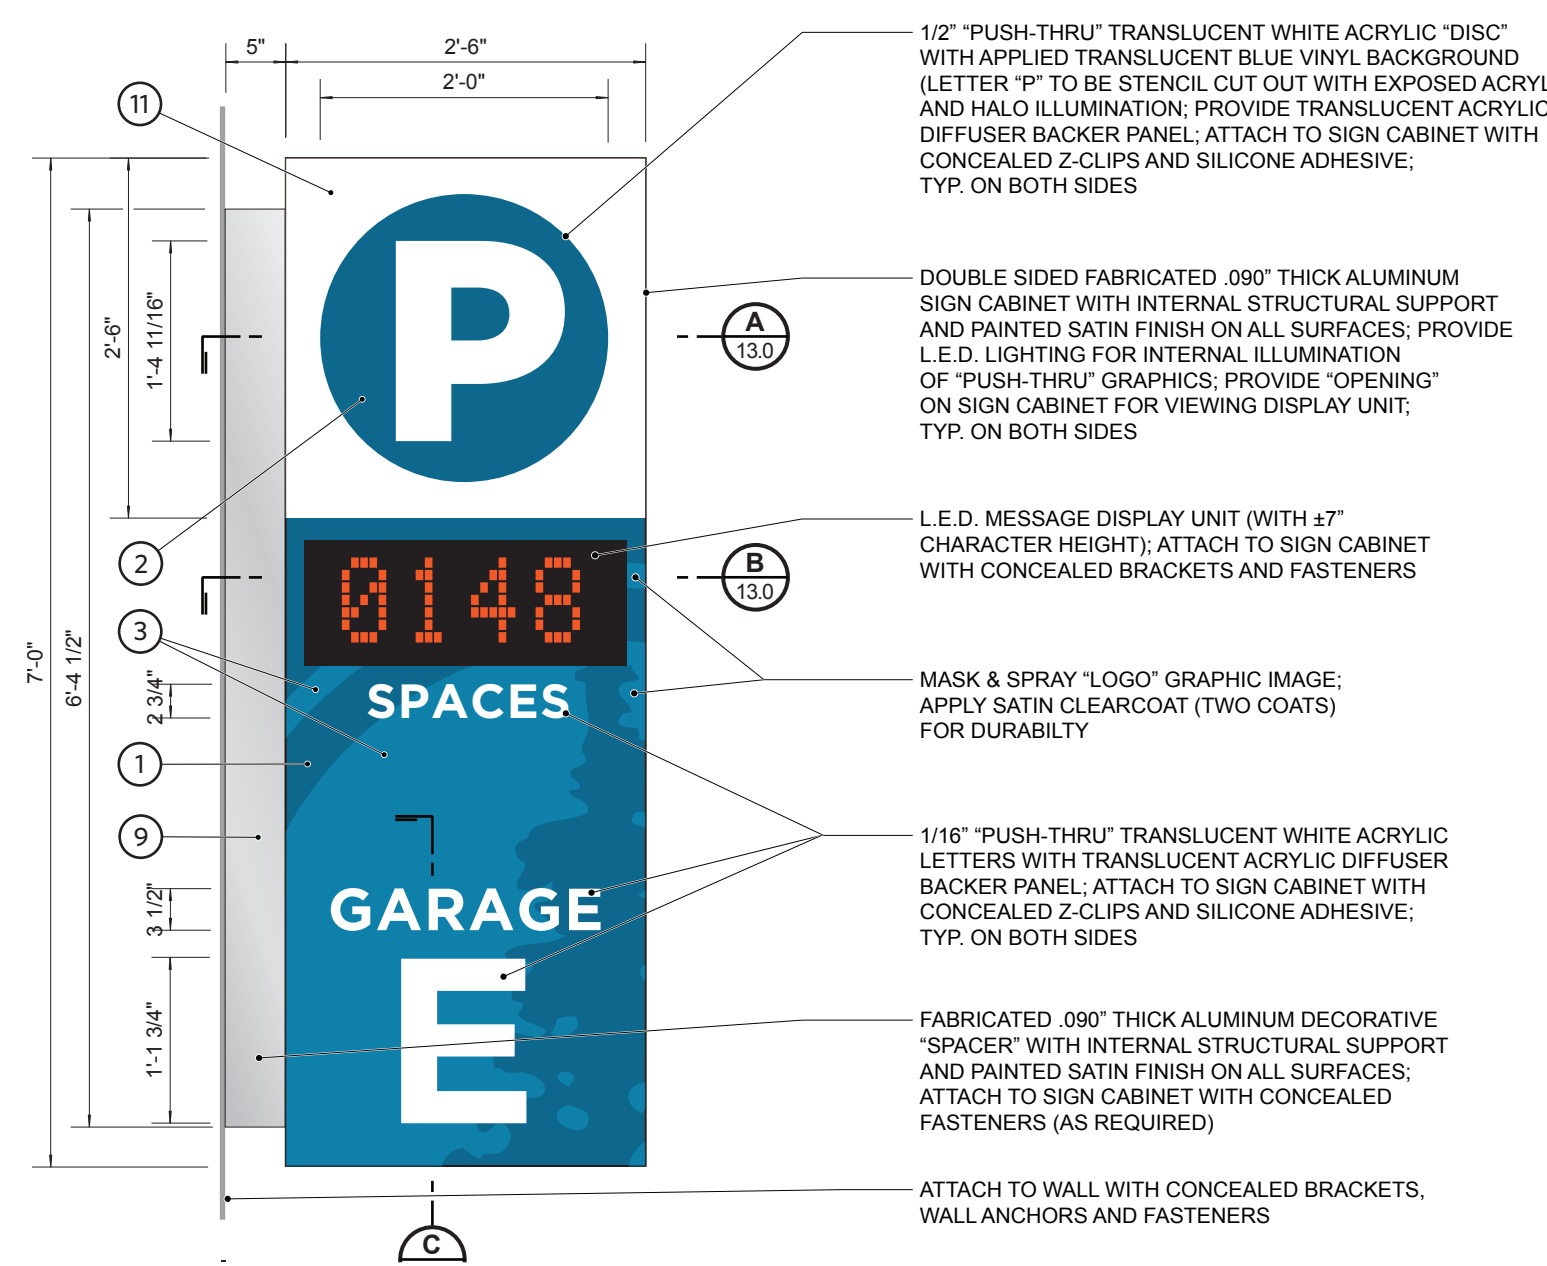 5"
2'-6"
2'-0"
11
7'-0"
6'-4 1/2"
2'-6"
1'-4 11/16"
2
3
2 3/4"
1
9
3 1/2"
1'-1 3/4"
P
0148
SPACES
GARAGE
E
A
13.0
B
13.0
C
1/2” “PUSH-THRU” TRANSLUCENT WHITE ACRYLIC “DISC”
WITH APPLIED TRANSLUCENT BLUE VINYL BACKGROUND
(LETTER “P” TO BE STENCIL CUT OUT WITH EXPOSED ACRYL
AND HALO ILLUMINATION; PROVIDE TRANSLUCENT ACRYLIC
DIFFUSER BACKER PANEL; ATTACH TO SIGN CABINET WITH
CONCEALED Z-CLIPS AND SILICONE ADHESIVE;
TYP. ON BOTH SIDES
DOUBLE SIDED FABRICATED .090” THICK ALUMINUM
SIGN CABINET WITH INTERNAL STRUCTURAL SUPPORT
AND PAINTED SATIN FINISH ON ALL SURFACES; PROVIDE
L.E.D. LIGHTING FOR INTERNAL ILLUMINATION
OF “PUSH-THRU” GRAPHICS; PROVIDE “OPENING”
ON SIGN CABINET FOR VIEWING DISPLAY UNIT;
TYP. ON BOTH SIDES
L.E.D. MESSAGE DISPLAY UNIT (WITH ±7”
CHARACTER HEIGHT); ATTACH TO SIGN CABINET
WITH CONCEALED BRACKETS AND FASTENERS
MASK & SPRAY “LOGO” GRAPHIC IMAGE;
APPLY SATIN CLEARCOAT (TWO COATS)
FOR DURABILTY
1/16” “PUSH-THRU” TRANSLUCENT WHITE ACRYLIC
LETTERS WITH TRANSLUCENT ACRYLIC DIFFUSER
BACKER PANEL; ATTACH TO SIGN CABINET WITH
CONCEALED Z-CLIPS AND SILICONE ADHESIVE;
TYP. ON BOTH SIDES
FABRICATED .090” THICK ALUMINUM DECORATIVE
“SPACER” WITH INTERNAL STRUCTURAL SUPPORT
AND PAINTED SATIN FINISH ON ALL SURFACES;
ATTACH TO SIGN CABINET WITH CONCEALED
FASTENERS (AS REQUIRED)
ATTACH TO WALL WITH CONCEALED BRACKETS,
WALL ANCHORS AND FASTENERS